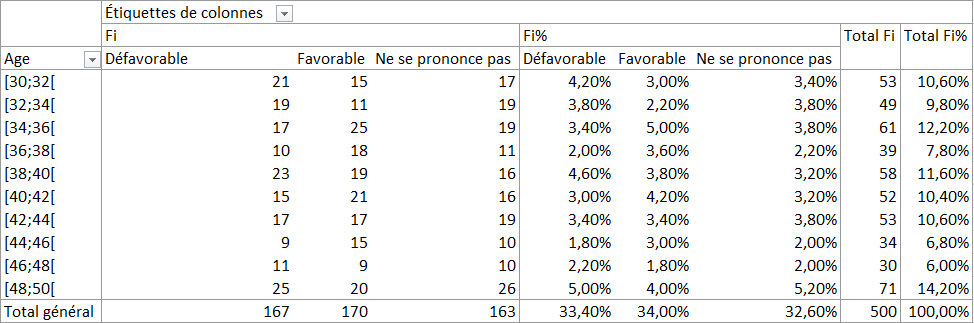 Étiquettes de colonnes
Fi Fi% Total Fi Total Fi%
Age Défavorable Favorable Ne se prononce pas Défavorable Favorable Ne se prononce pas
[30;32[ 21 15 17 4,20% 3,00% 3,40% 53 10,60%
[32;34[ 19 11 19 3,80% 2,20% 3,80% 49 9,80%
[34;36[ 17 25 19 3,40% 5,00% 3,80% 61 12,20%
[36;38[ 10 18 11 2,00% 3,60% 2,20% 39 7,80%
[38;40[ 23 19 16 4,60% 3,80% 3,20% 58 11,60%
[40;42[ 15 21 16 3,00% 4,20% 3,20% 52 10,40%
[42;44[ 17 17 19 3,40% 3,40% 3,80% 53 10,60%
[44;46[ 9 15 10 1,80% 3,00% 2,00% 34 6,80%
[46;48[ 11 9 10 2,20% 1,80% 2,00% 30 6,00%
[48;50[ 25 20 26 5,00% 4,00% 5,20% 71 14,20%
Total général 167 170 163 33,40% 34,00% 32,60% 500 100,00%